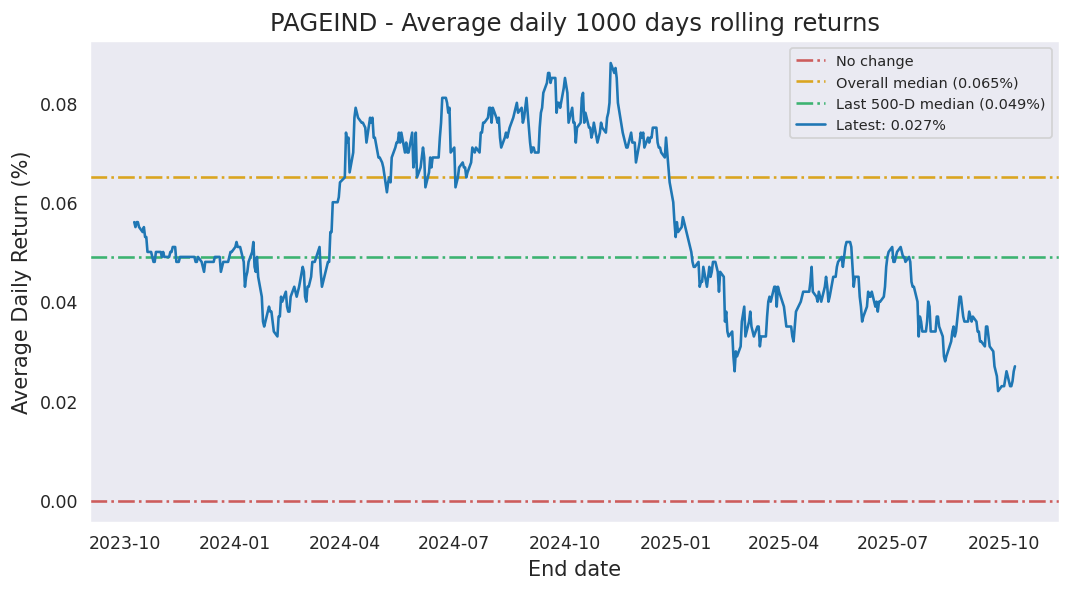 PAGEIND - Average daily 1000 days rolling returns
No change
Overall median (0.065%)
Last 500-D median (0.049%)
Latest: 0.027%
Average Daily Return (%)
0.08
0.06
0.04
0.02
0.00
2023-10 2024-01 2024-04 2024-07 2024-10 2025-01 2025-04 2025-07 2025-10
End date